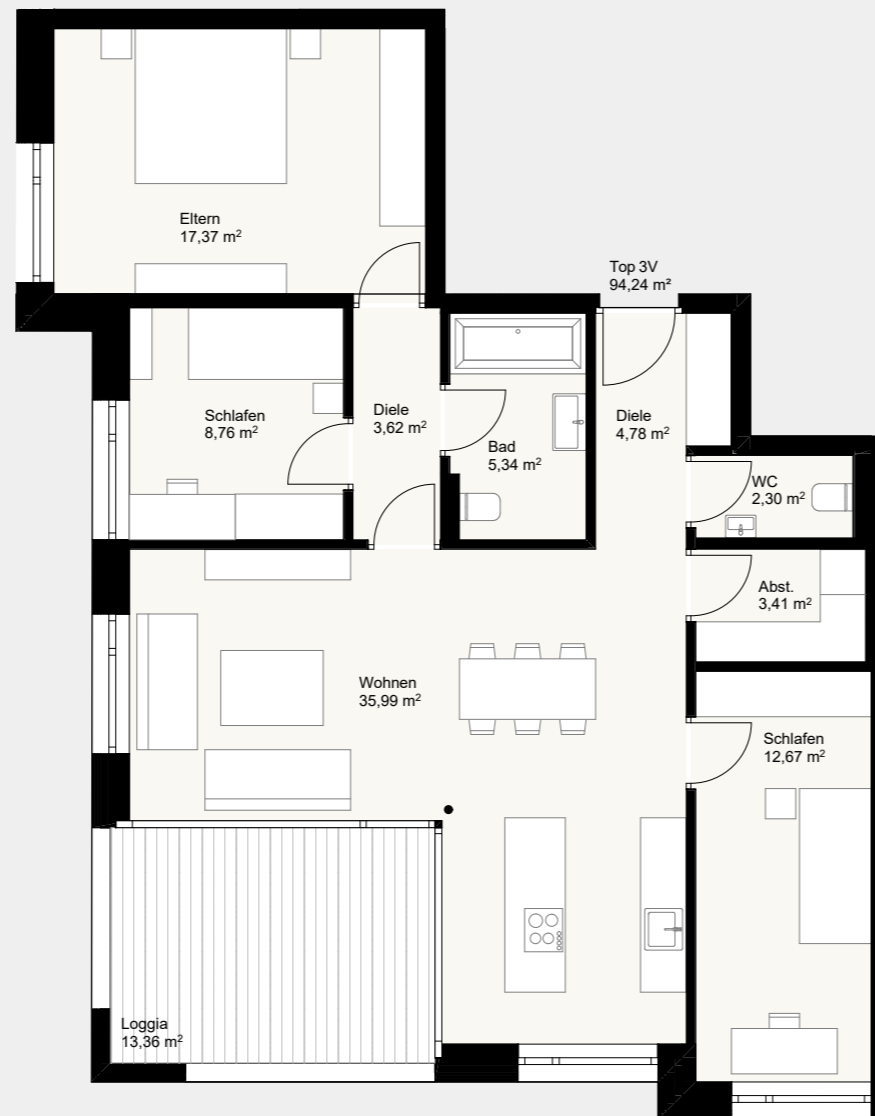 Eltern
17,37 m²
Top 3V
94,24 m²
Schlafen
8,76 m²
Diele
3,62 m²
Bad
5,34 m²
Diele
4,78 m²
WC
2,30 m²
Abst.
3,41 m²
Wohnen
35,99 m²
Schlafen
12,67 m²
Loggia
13,36 m²